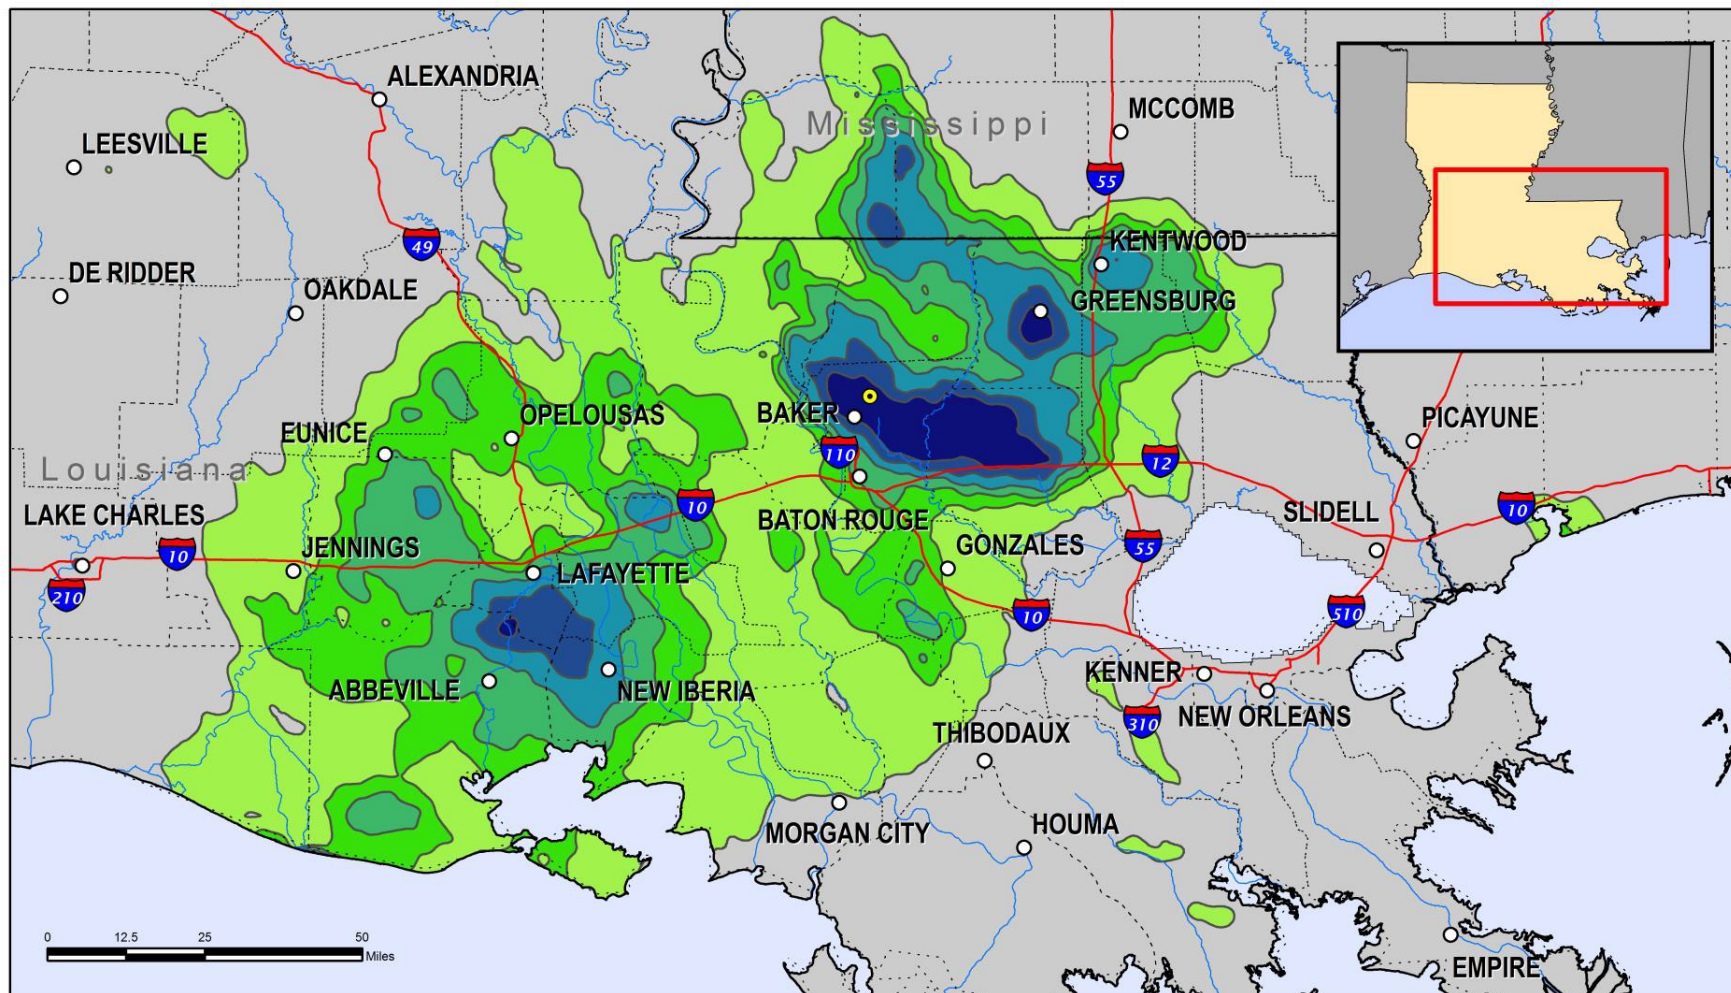 ALEXANDRIA
MCCOMB
Mississippi
LEESVILLE
55
49
KENTWOOD
DE RIDDER
OAKDALE
GREENSBURG
OPELOUSAS
BAKER
PICAYUNE
EUNICE
110
12
Louisiana
10
10
LAKE CHARLES
BATON ROUGE
SLIDELL
10
JENNINGS
GONZALES
55
LAFAYETTE
210
10
510
ABBEVILLE
NEW IBERIA
KENNER
310
NEW ORLEANS
THIBODAUX
MORGAN CITY
HOUMA
0 12.5 25 50
Miles
EMPIRE